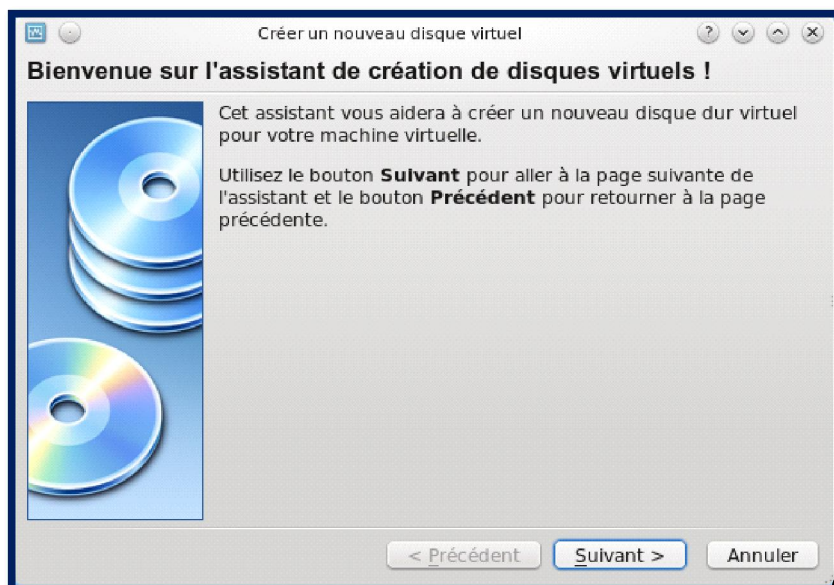 Créer un nouveau disque virtuel
Bienvenue sur l'assistant de création de disques virtuels !
Cet assistant vous aidera à créer un nouveau disque dur virtuel
pour votre machine virtuelle.
Utilisez le bouton Suivant pour aller à la page suivante de
l'assistant et le bouton Précédent pour retourner à la page
précédente.
< Précédent
Suivant >
Annuler